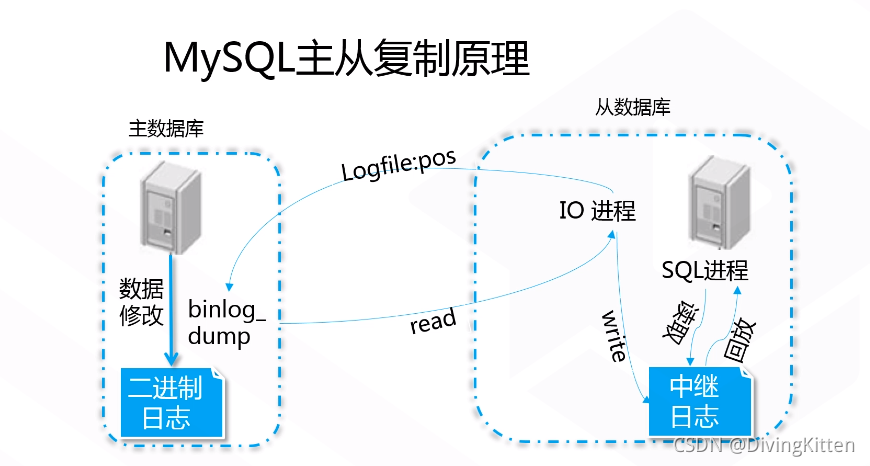 MySQL主从复制原理
从数据库
主数据库
Logfile:pos
IO 进程
SQL进程
数据
修改
binlog_
dump
read
write
读取
回放
二进制
日志
中继
日志
CSDN @DivingKitten